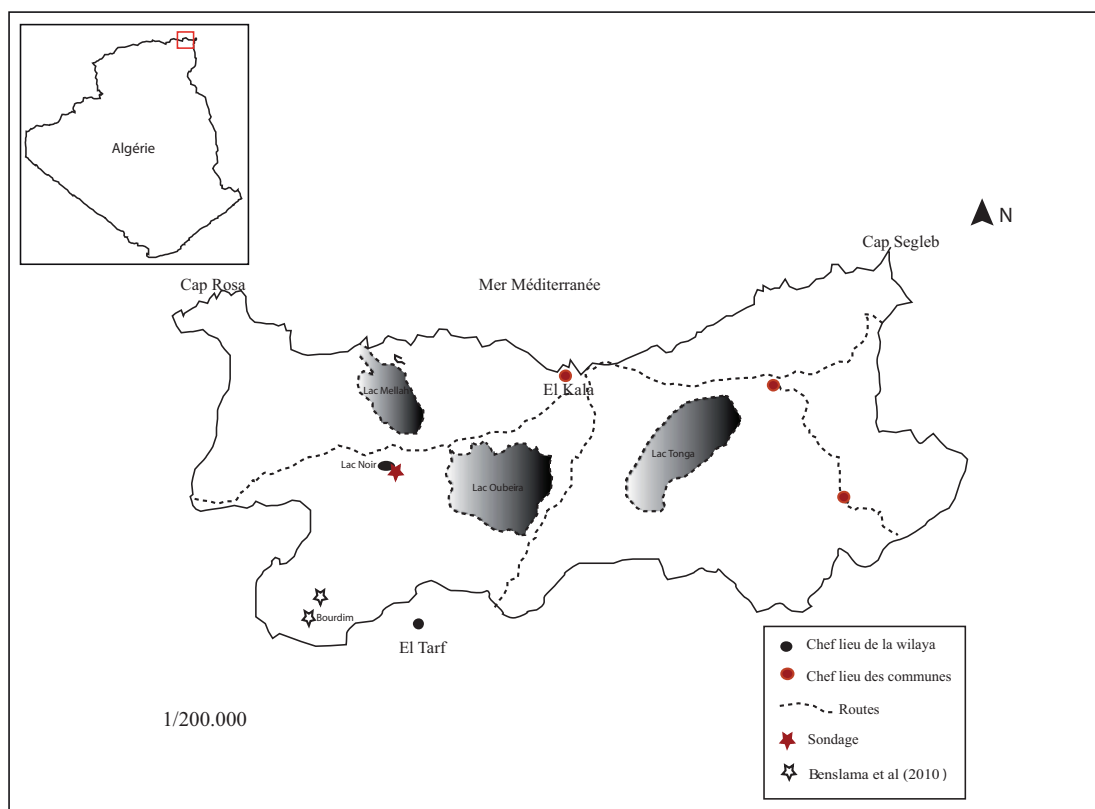 Algérie
N
Cap Segleb
Cap Rosa
Mer Méditerranée
El Kala
Lac Mellah
Lac Tonga
Lac Noir
Lac Oubeira
Bourdim
El Tarf
1/200.000
Chef lieu de la wilaya
Chef lieu des communes
Routes
Sondage
Benslama et al (2010)